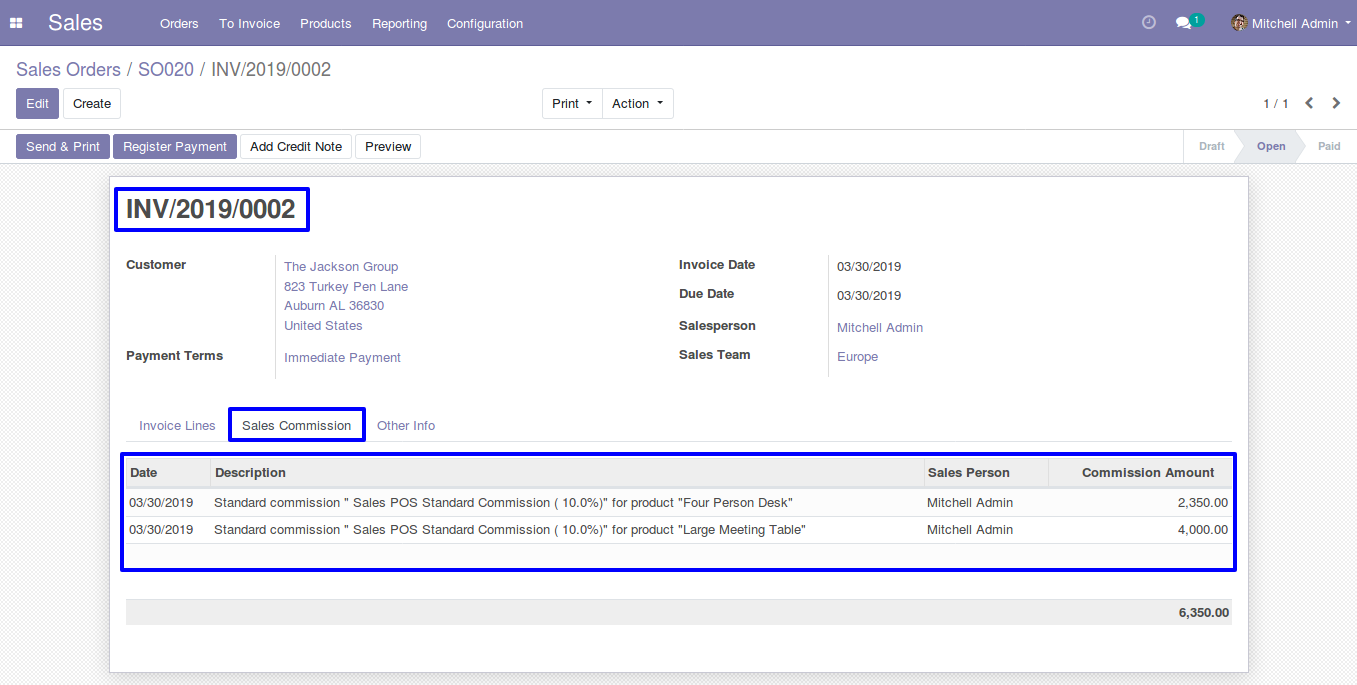 Sales Orders To Invoice Products Reporting Configuration 1 Mitchell Admin
Sales Orders / SO020 / INV/2019/0002
Edit Create Print Action 1 / 1
Send & Print Register Payment Add Credit Note Preview Draft Open Paid
INV/2019/0002
Customer The Jackson Group Invoice Date 03/30/2019
823 Turkey Pen Lane
Due Date 03/30/2019
Auburn AL 36830
United States Salesperson Mitchell Admin
Payment Terms Immediate Payment Sales Team Europe
Invoice Lines Sales Commission Other Info
Date Description Sales Person Commission Amount
03/30/2019 Standard commission " Sales POS Standard Commission ( 10.0%)" for product "Four Person Desk" Mitchell Admin 2,350.00
03/30/2019 Standard commission " Sales POS Standard Commission ( 10.0%)" for product "Large Meeting Table" Mitchell Admin 4,000.00
6,350.00